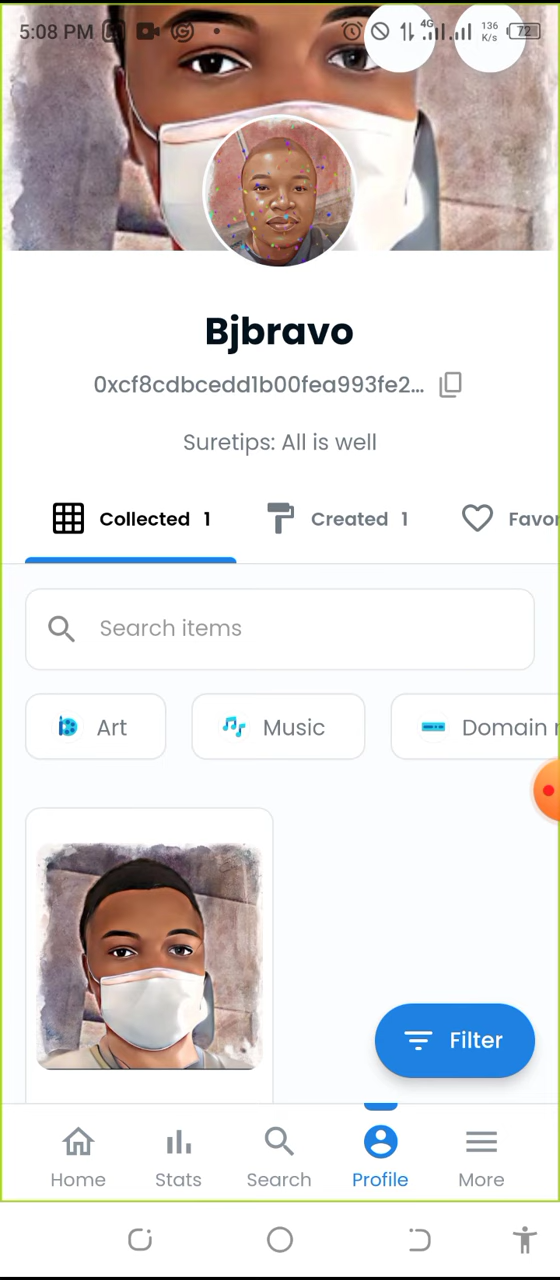 5:08 PM 4G 136 K/s 72
Bjbravo
0xcf8cdbcedd1b00fea993fe2...
Suretips: All is well
Collected 1 Created 1 Favor
Search items
Art Music Domain
Filter
Home Stats Search Profile More